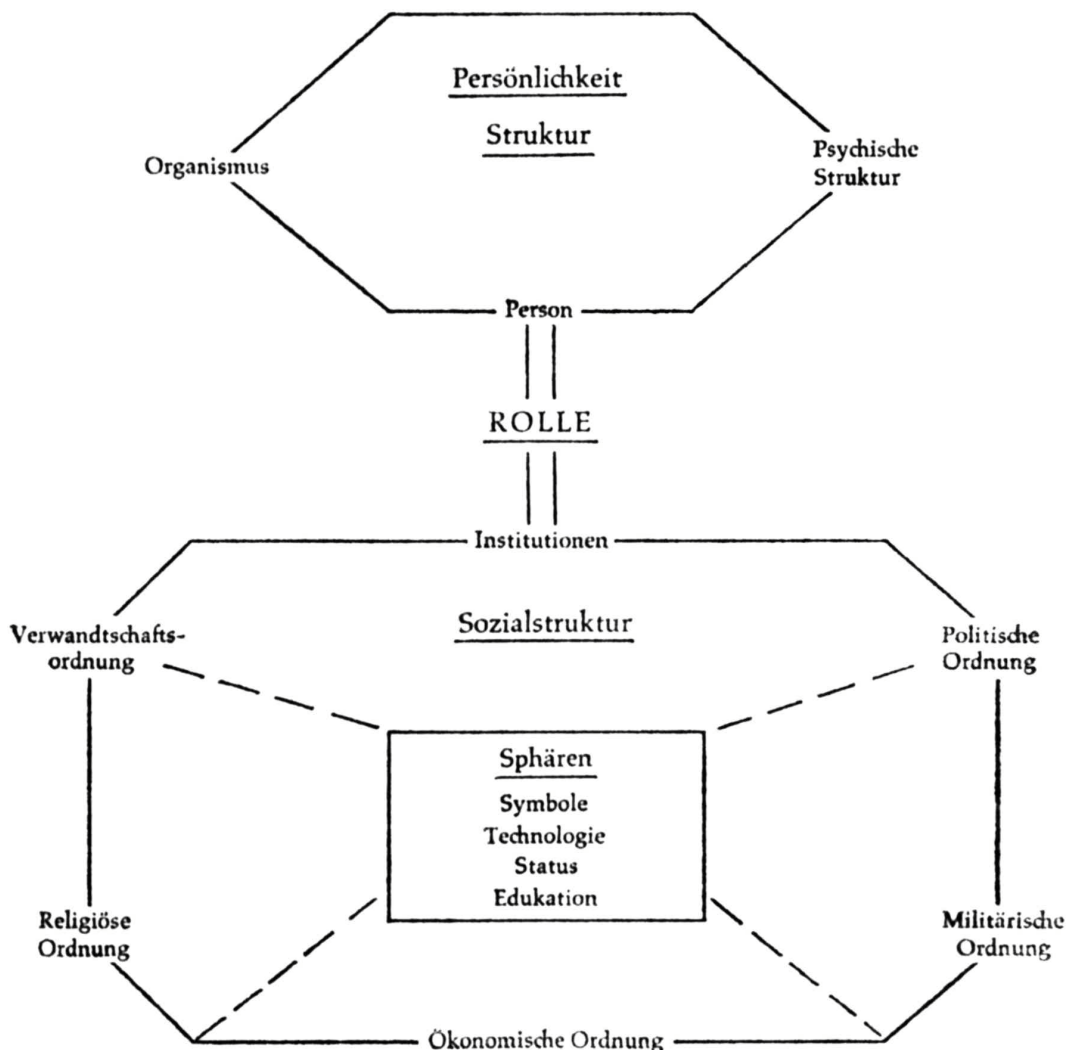 Persönlichkeit
Struktur
Organismus
Psychische
Struktur
Person
ROLLE
Institutionen
Verwandtschafts-
ordnung
Sozialstruktur
Politische
Ordnung
Sphären
Symbole
Technologie
Status
Edukation
Religiöse
Ordnung
Militärische
Ordnung
Ökonomische Ordnung